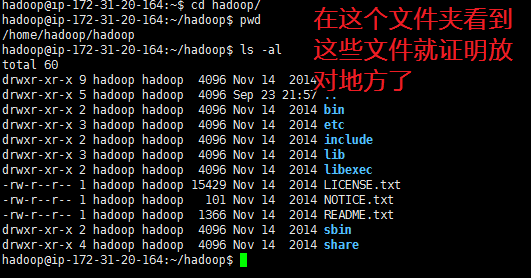 hadoop@ip-172-31-20-164:~$ cd hadoop/
hadoop@ip-172-31-20-164:~/hadoop$ pwd
/home/hadoop/hadoop
hadoop@ip-172-31-20-164:~/hadoop$ ls -al
total 60
drwxr-xr-x 9 hadoop hadoop  4096 Nov 14  2014 .
drwxr-xr-x 5 hadoop hadoop  4096 Sep 23 21:57 ..
drwxr-xr-x 2 hadoop hadoop  4096 Nov 14  2014 bin
drwxr-xr-x 3 hadoop hadoop  4096 Nov 14  2014 etc
drwxr-xr-x 2 hadoop hadoop  4096 Nov 14  2014 include
drwxr-xr-x 3 hadoop hadoop  4096 Nov 14  2014 lib
drwxr-xr-x 2 hadoop hadoop  4096 Nov 14  2014 libexec
-rw-r--r-- 1 hadoop hadoop 15429 Nov 14  2014 LICENSE.txt
-rw-r--r-- 1 hadoop hadoop   101 Nov 14  2014 NOTICE.txt
-rw-r--r-- 1 hadoop hadoop  1366 Nov 14  2014 README.txt
drwxr-xr-x 2 hadoop hadoop  4096 Nov 14  2014 sbin
drwxr-xr-x 4 hadoop hadoop  4096 Nov 14  2014 share
hadoop@ip-172-31-20-164:~/hadoop$
在这个文件夹看到
这些文件就证明放
对地方了